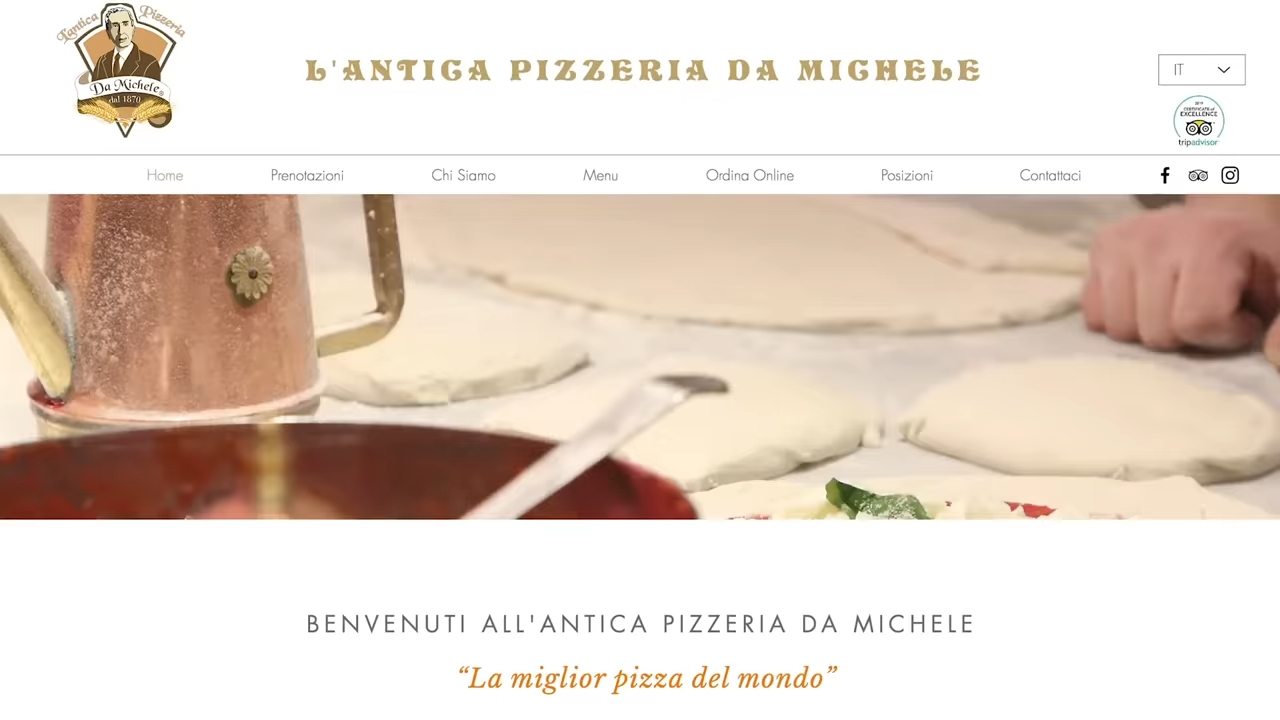 L'antica Pizzeria
Da Michele
dal 1870
L'ANTICA PIZZERIA DA MICHELE
IT
2019
CERTIFICATE of
EXCELLENCE
tripadvisor
Home
Prenotazioni
Chi Siamo
Menu
Ordina Online
Posizioni
Contattaci
BENVENUTI ALL'ANTICA PIZZERIA DA MICHELE
“La miglior pizza del mondo”